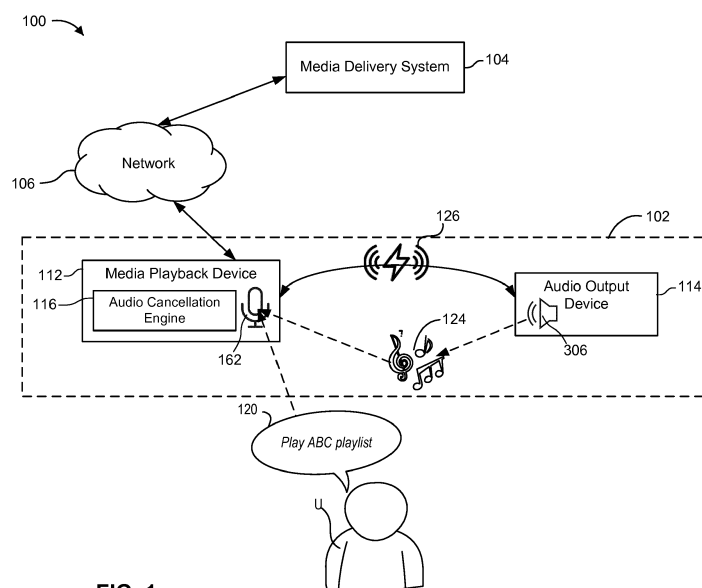 100
Media Delivery System
104
Network
106
126
102
112
Media Playback Device
116
Audio Cancellation
Engine
162
124
Audio Output
Device
114
306
120
Play ABC playlist
U
FIG. 1